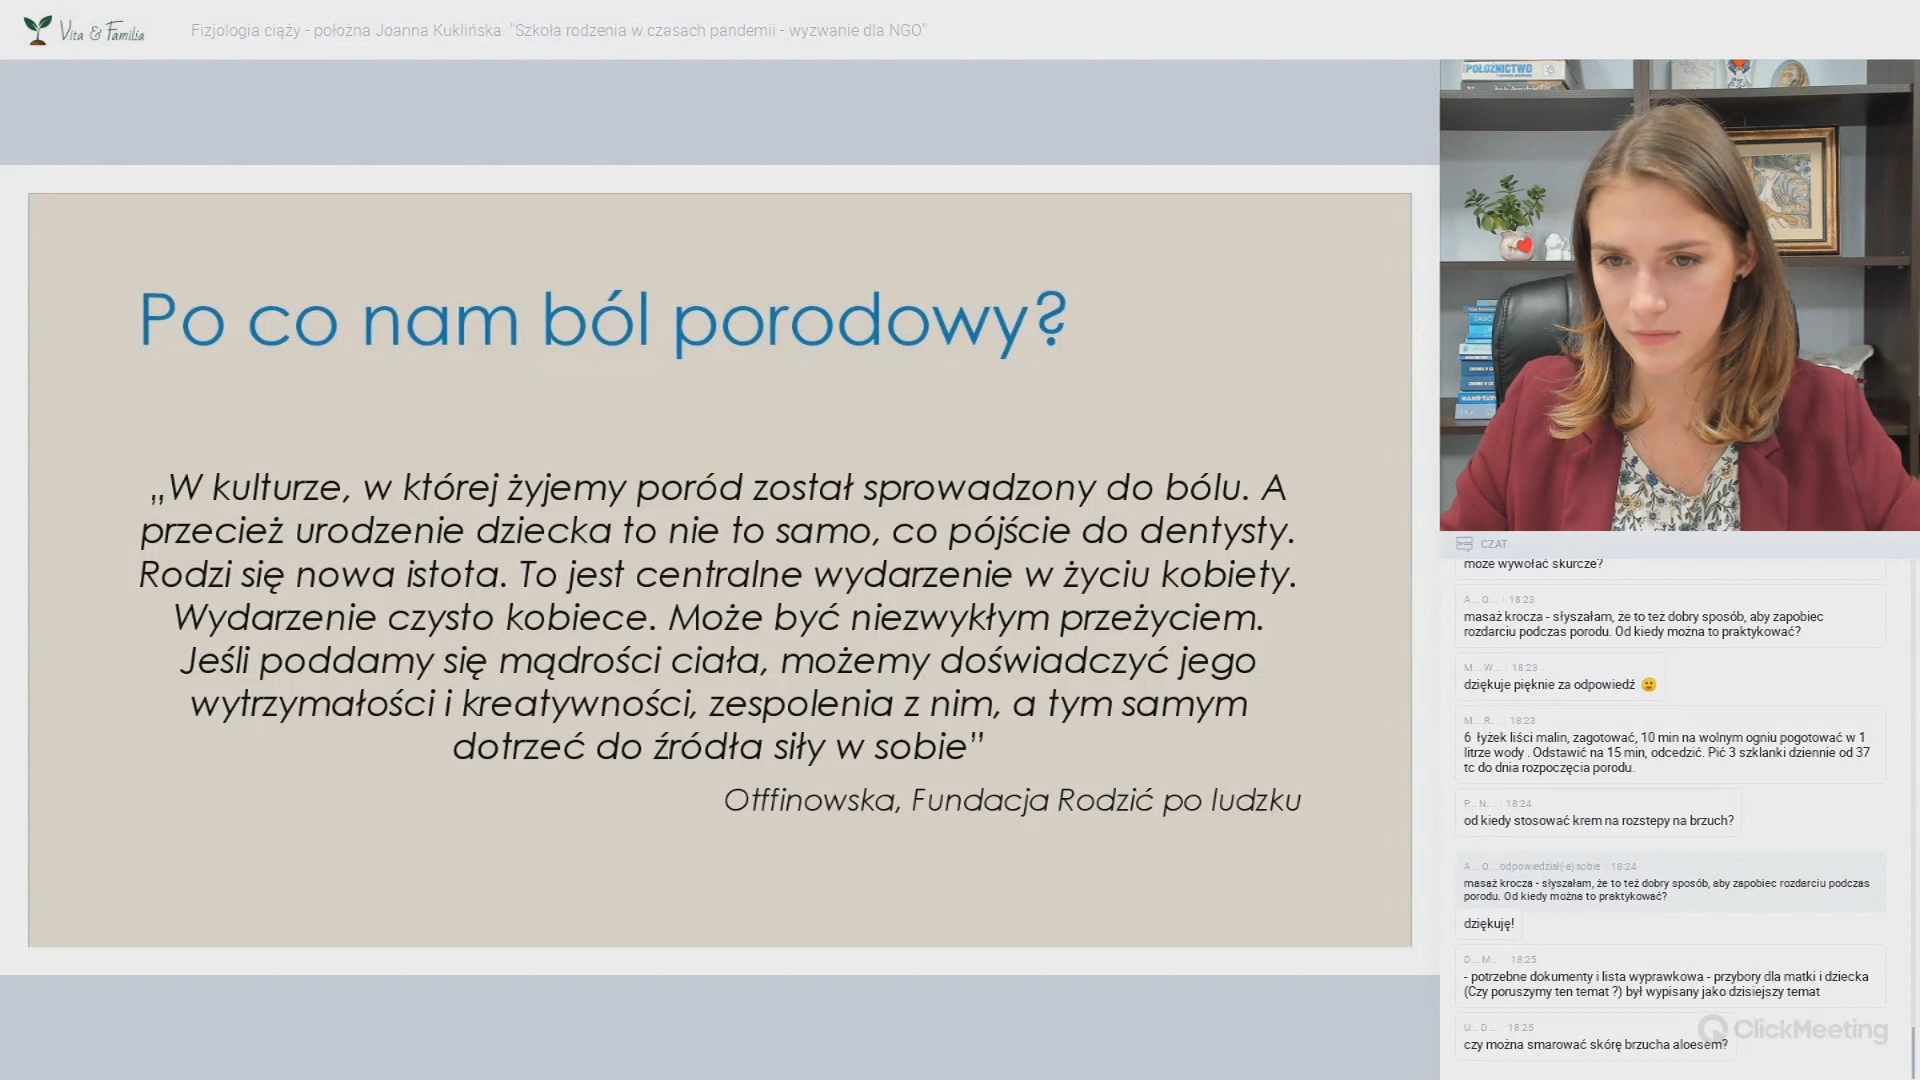 Vita & Familia
Fizjologia ciąży - położna Joanna Kuklińska. "Szkoła rodzenia w czasach pandemii - wyzwanie dla NGO"
POŁOŻNICTWO
Po co nam ból porodowy?
„W kulturze, w której żyjemy poród został sprowadzony do bólu. A
przecież urodzenie dziecka to nie to samo, co pójście do dentysty.
Rodzi się nowa istota. To jest centralne wydarzenie w życiu kobiety.
Wydarzenie czysto kobiece. Może być niezwykłym przeżyciem.
Jeśli poddamy się mądrości ciała, możemy doświadczyć jego
wytrzymałości i kreatywności, zespolenia z nim, a tym samym
dotrzeć do źródła siły w sobie”
Otffinowska, Fundacja Rodzić po ludzku
CZAT
może wywołać skurcze?
A... O... 18:23
masaż krocza - słyszałam, że to też dobry sposób, aby zapobiec
rozdarciu podczas porodu. Od kiedy można to praktykować?
M... W... 18:23
dziękuje pięknie za odpowiedź 🙂
M... R... 18:23
6 łyżek liści malin, zagotować, 10 min na wolnym ogniu pogotować w 1
litrze wody . Odstawić na 15 min, odcedzić. Pić 3 szklanki dziennie od 37
tc do dnia rozpoczęcia porodu.
P... N... 18:24
od kiedy stosować krem na rozstepy na brzuch?
A... O... odpowiedział(-a) sobie 18:24
masaż krocza - słyszałam, że to też dobry sposób, aby zapobiec rozdarciu podczas
porodu. Od kiedy można to praktykować?
dziękuję!
D... M... 18:25
- potrzebne dokumenty i lista wyprawkowa - przybory dla matki i dziecka
(Czy poruszymy ten temat ?) był wypisany jako dzisiejszy temat
U... D... 18:25
czy można smarować skórę brzucha aloesem?
ClickMeeting